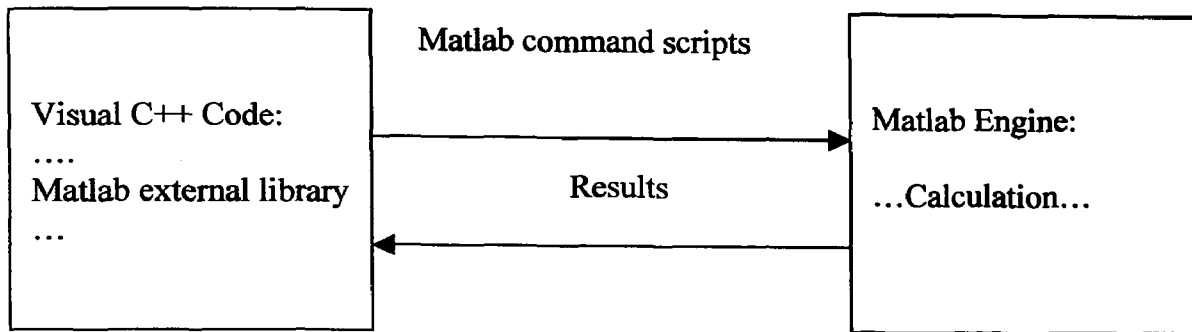 Matlab command scripts
Visual C++ Code:
....
Matlab external library
...
Matlab Engine:
...Calculation...
Results